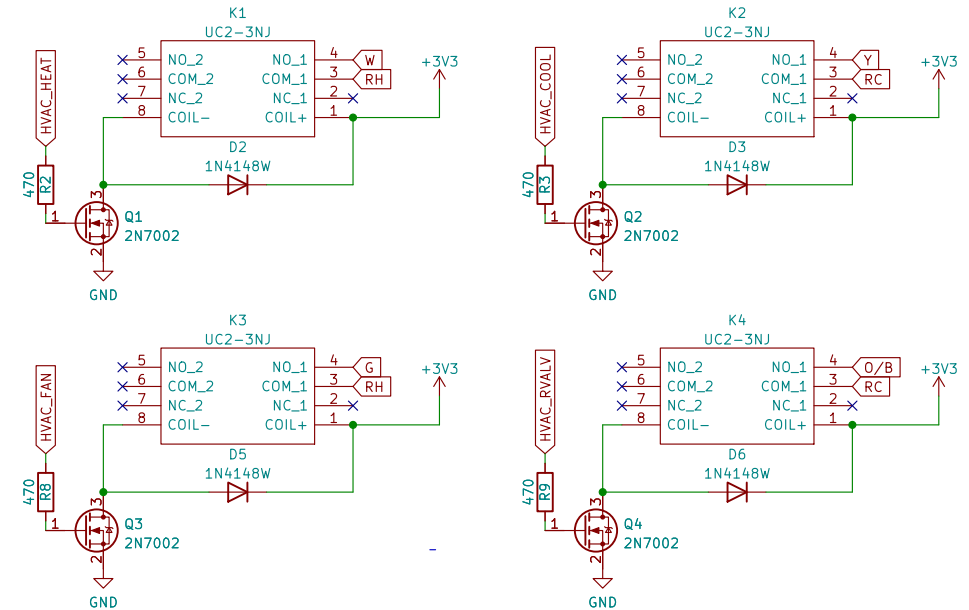 K1
UC2-3NJ
HVAC_HEAT
5 NO_2 NO_1 4 W
6 COM_2 COM_1 3 RH
7 NC_2 NC_1 2
8 COIL- COIL+ 1
+3V3
D2
1N4148W
470
R2
3
1
Q1
2N7002
2
GND
K2
UC2-3NJ
HVAC_COOL
5 NO_2 NO_1 4 Y
6 COM_2 COM_1 3 RC
7 NC_2 NC_1 2
8 COIL- COIL+ 1
+3V3
D3
1N4148W
470
R3
3
1
Q2
2N7002
2
GND
K3
UC2-3NJ
HVAC_FAN
5 NO_2 NO_1 4 G
6 COM_2 COM_1 3 RH
7 NC_2 NC_1 2
8 COIL- COIL+ 1
+3V3
D5
1N4148W
470
R8
3
1
Q3
2N7002
2
GND
K4
UC2-3NJ
HVAC_RVALV
5 NO_2 NO_1 4 O/B
6 COM_2 COM_1 3 RC
7 NC_2 NC_1 2
8 COIL- COIL+ 1
+3V3
D6
1N4148W
470
R9
3
1
Q4
2N7002
2
GND